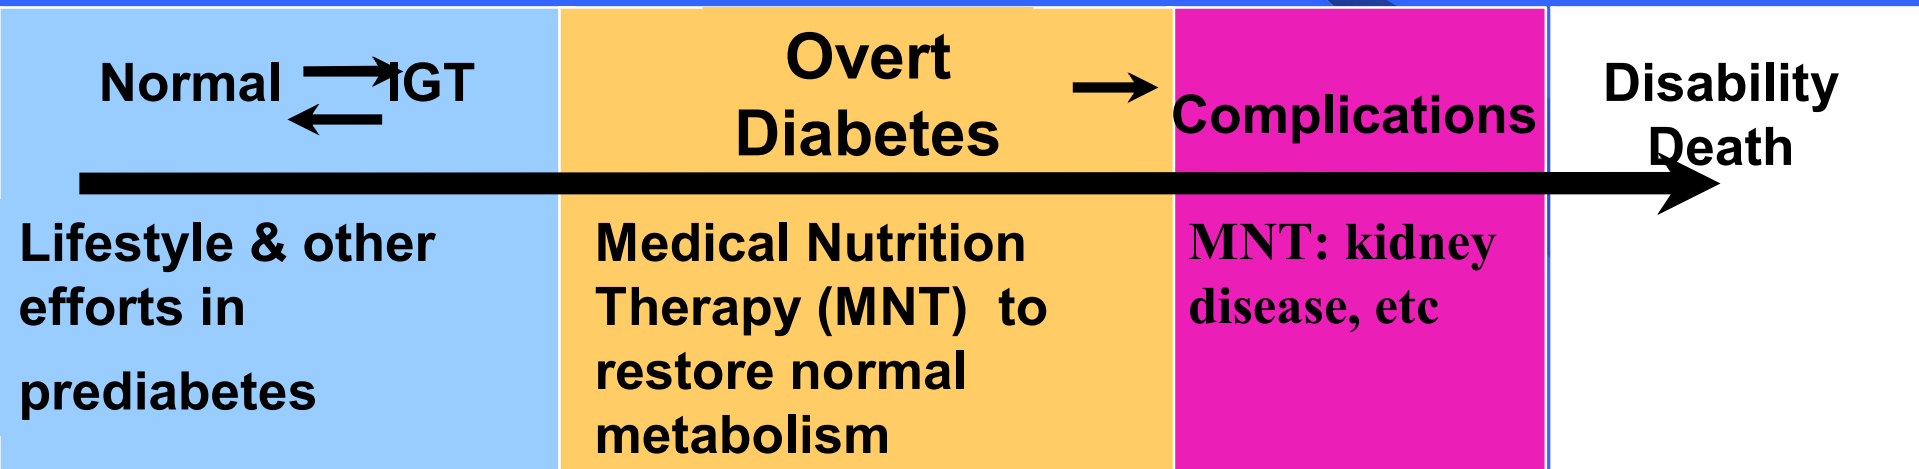 Normal IGT
Overt
Diabetes
Complications
Disability
Death
Lifestyle & other
efforts in
prediabetes
Medical Nutrition
Therapy (MNT) to
restore normal
metabolism
MNT: kidney
disease, etc